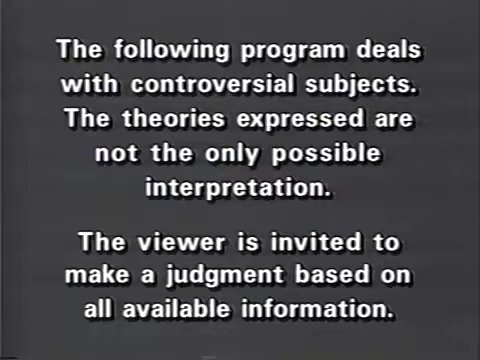 The following program deals
with controversial subjects.
The theories expressed are
not the only possible
interpretation.
The viewer is invited to
make a judgment based on
all available information.